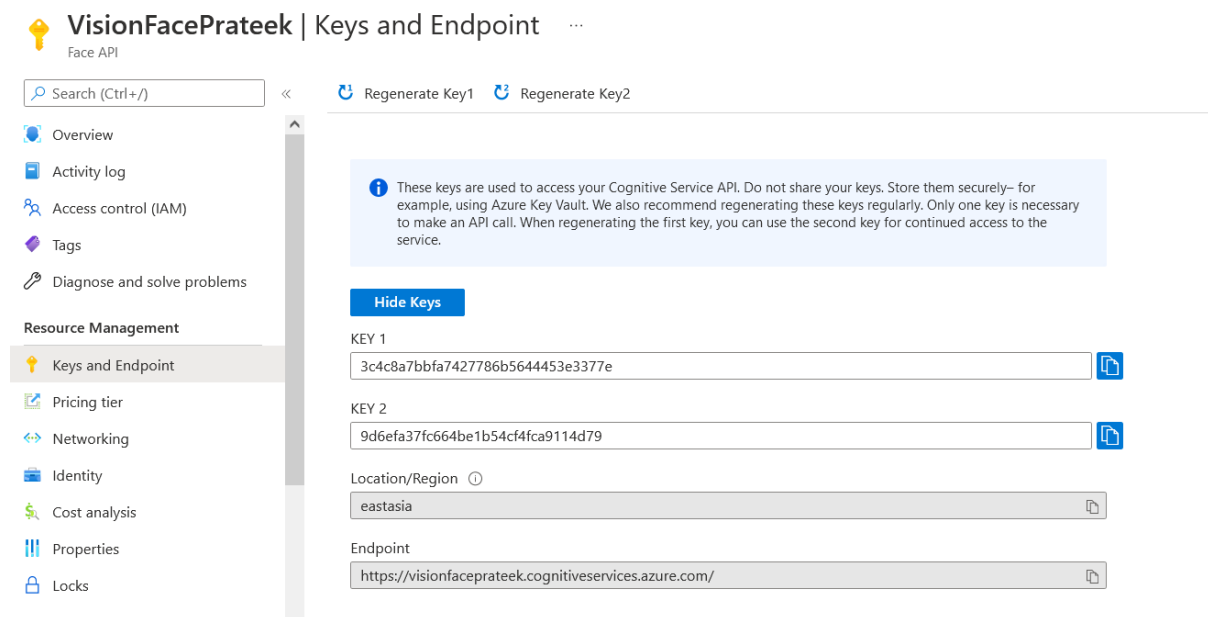 VisionFacePrateek | Keys and Endpoint ...
Face API
Search (Ctrl+/)
«
Overview
Activity log
Access control (IAM)
Tags
Diagnose and solve problems
Resource Management
Keys and Endpoint
Pricing tier
Networking
Identity
Cost analysis
Properties
Locks
Regenerate Key1 Regenerate Key2
These keys are used to access your Cognitive Service API. Do not share your keys. Store them securely– for
example, using Azure Key Vault. We also recommend regenerating these keys regularly. Only one key is necessary
to make an API call. When regenerating the first key, you can use the second key for continued access to the
service.
Hide Keys
KEY 1
3c4c8a7bbfa7427786b5644453e3377e
KEY 2
9d6efa37fc664be1b54cf4fca9114d79
Location/Region
eastasia
Endpoint
https://visionfaceprateek.cognitiveservices.azure.com/